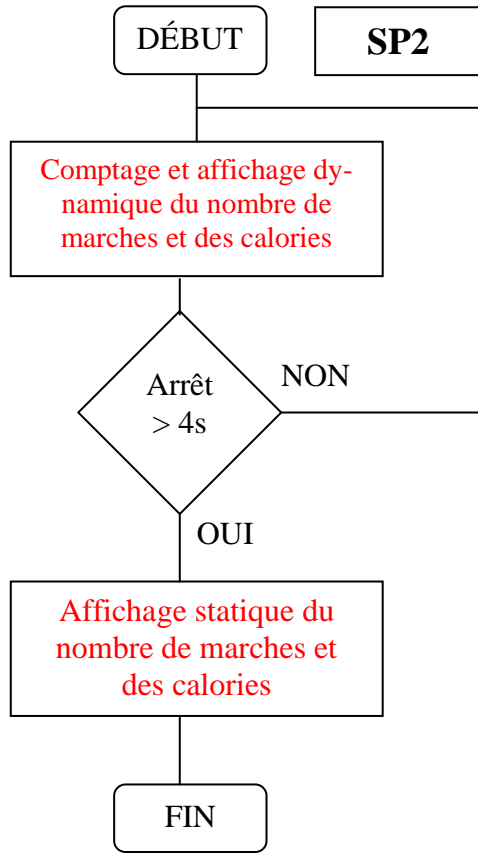 DÉBUT
SP2
Comptage et affichage dy-
namique du nombre de
marches et des calories
Arrêt
> 4s
NON
OUI
Affichage statique du
nombre de marches et
des calories
FIN